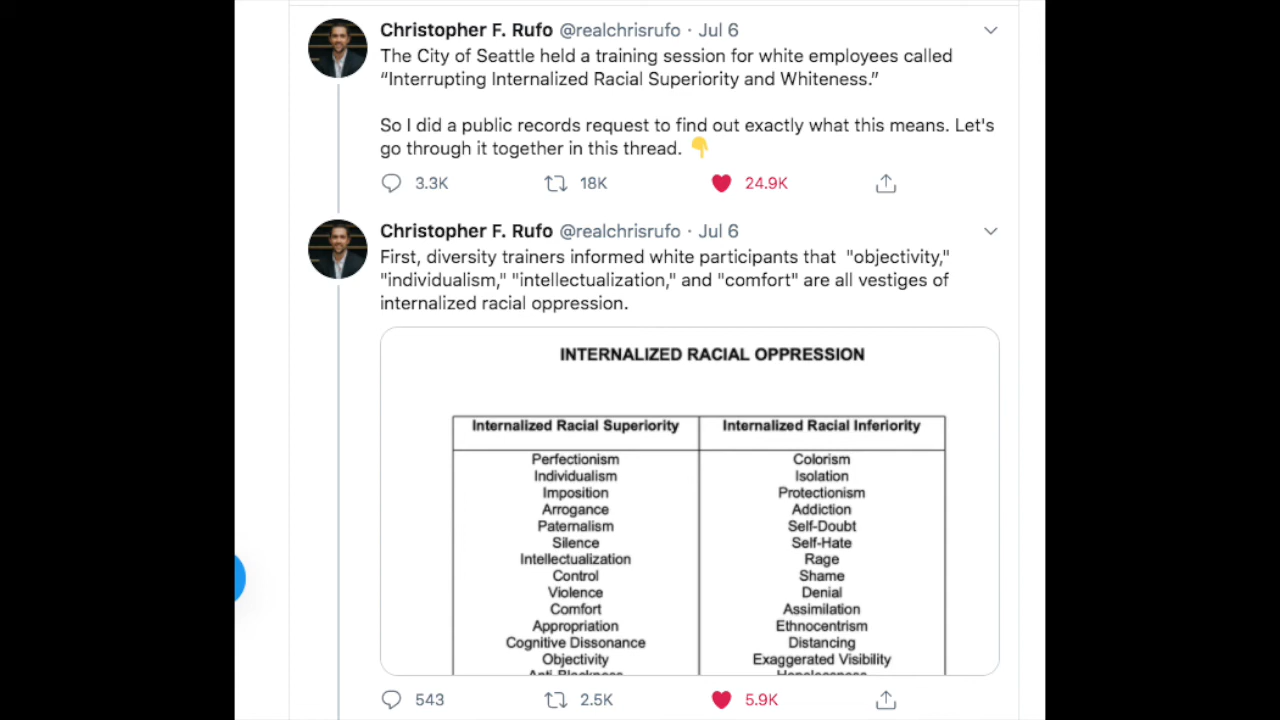 Christopher F. Rufo @realchrisrufo · Jul 6
The City of Seattle held a training session for white employees called
“Interrupting Internalized Racial Superiority and Whiteness.”
So I did a public records request to find out exactly what this means. Let's
go through it together in this thread. 👇
3.3K 18K 24.9K
Christopher F. Rufo @realchrisrufo · Jul 6
First, diversity trainers informed white participants that "objectivity,"
"individualism," "intellectualization," and "comfort" are all vestiges of
internalized racial oppression.
INTERNALIZED RACIAL OPPRESSION
Internalized Racial Superiority Internalized Racial Inferiority
Perfectionism Colorism
Individualism Isolation
Imposition Protectionism
Arrogance Addiction
Paternalism Self-Doubt
Silence Self-Hate
Intellectualization Rage
Control Shame
Violence Denial
Comfort Assimilation
Appropriation Ethnocentrism
Cognitive Dissonance Distancing
Objectivity Exaggerated Visibility
Anti-Blackness Hopelessness
543 2.5K 5.9K